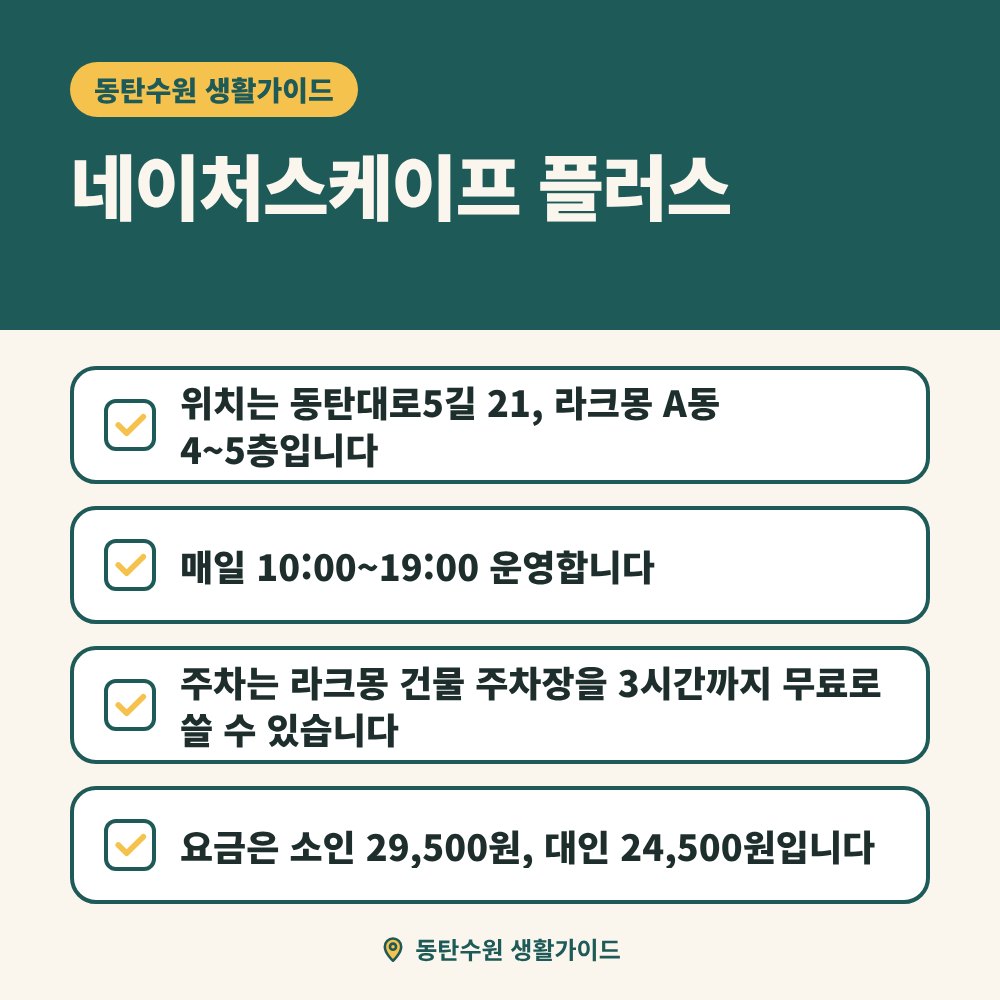 동탄수원 생활가이드
네이처스케이프 플러스
위치는 동탄대로5길 21, 라크몽 A동
4~5층입니다
매일 10:00~19:00 운영합니다
주차는 라크몽 건물 주차장을 3시간까지 무료로
쓸 수 있습니다
요금은 소인 29,500원, 대인 24,500원입니다
동탄수원 생활가이드